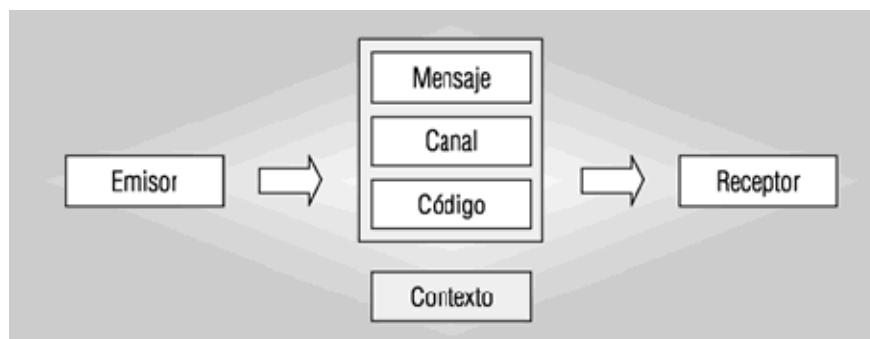 Mensaje
Canal
Emisor
Receptor
Código
Contexto